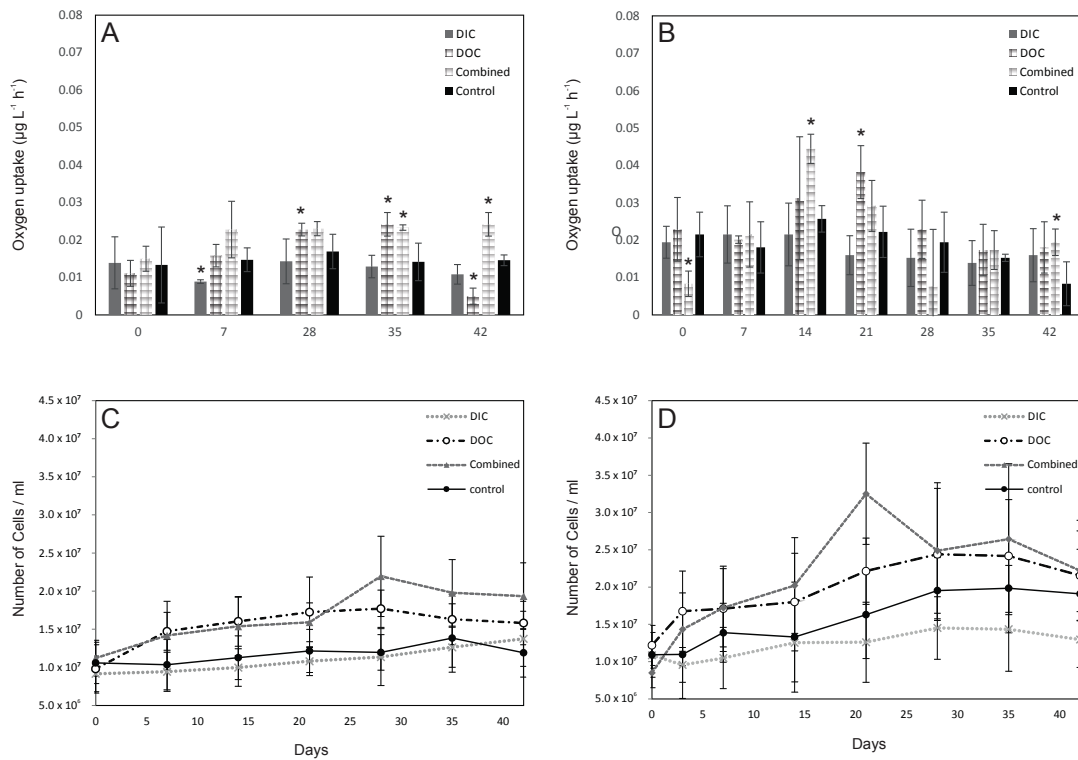 A
0.08
0.07
0.06
0.05
0.04
0.03
0.02
0.01
0
Oxygen uptake (µg L⁻¹ h⁻¹)
DIC
DOC
Combined
Control
*
*
*
*
*
*
0 7 28 35 42
B
0.08
0.07
0.06
0.05
0.04
0.03
0.02
0.01
0
Oxygen uptake (µg L⁻¹ h⁻¹)
O
DIC
DOC
Combined
Control
*
*
*
*
0 7 14 21 28 35 42
C
4.5 x 10⁷
4.0 x 10⁷
3.5 x 10⁷
3.0 x 10⁷
2.5 x 10⁷
2.0 x 10⁷
1.5 x 10⁷
1.0 x 10⁷
5.0 x 10⁶
Number of Cells / ml
DIC
DOC
Combined
control
0 5 10 15 20 25 30 35 40
Days
D
4.5 x 10⁷
4.0 x 10⁷
3.5 x 10⁷
3.0 x 10⁷
2.5 x 10⁷
2.0 x 10⁷
1.5 x 10⁷
1.0 x 10⁷
5.0 x 10⁶
Number of Cells / ml
DIC
DOC
Combined
control
0 5 10 15 20 25 30 35 40
Days